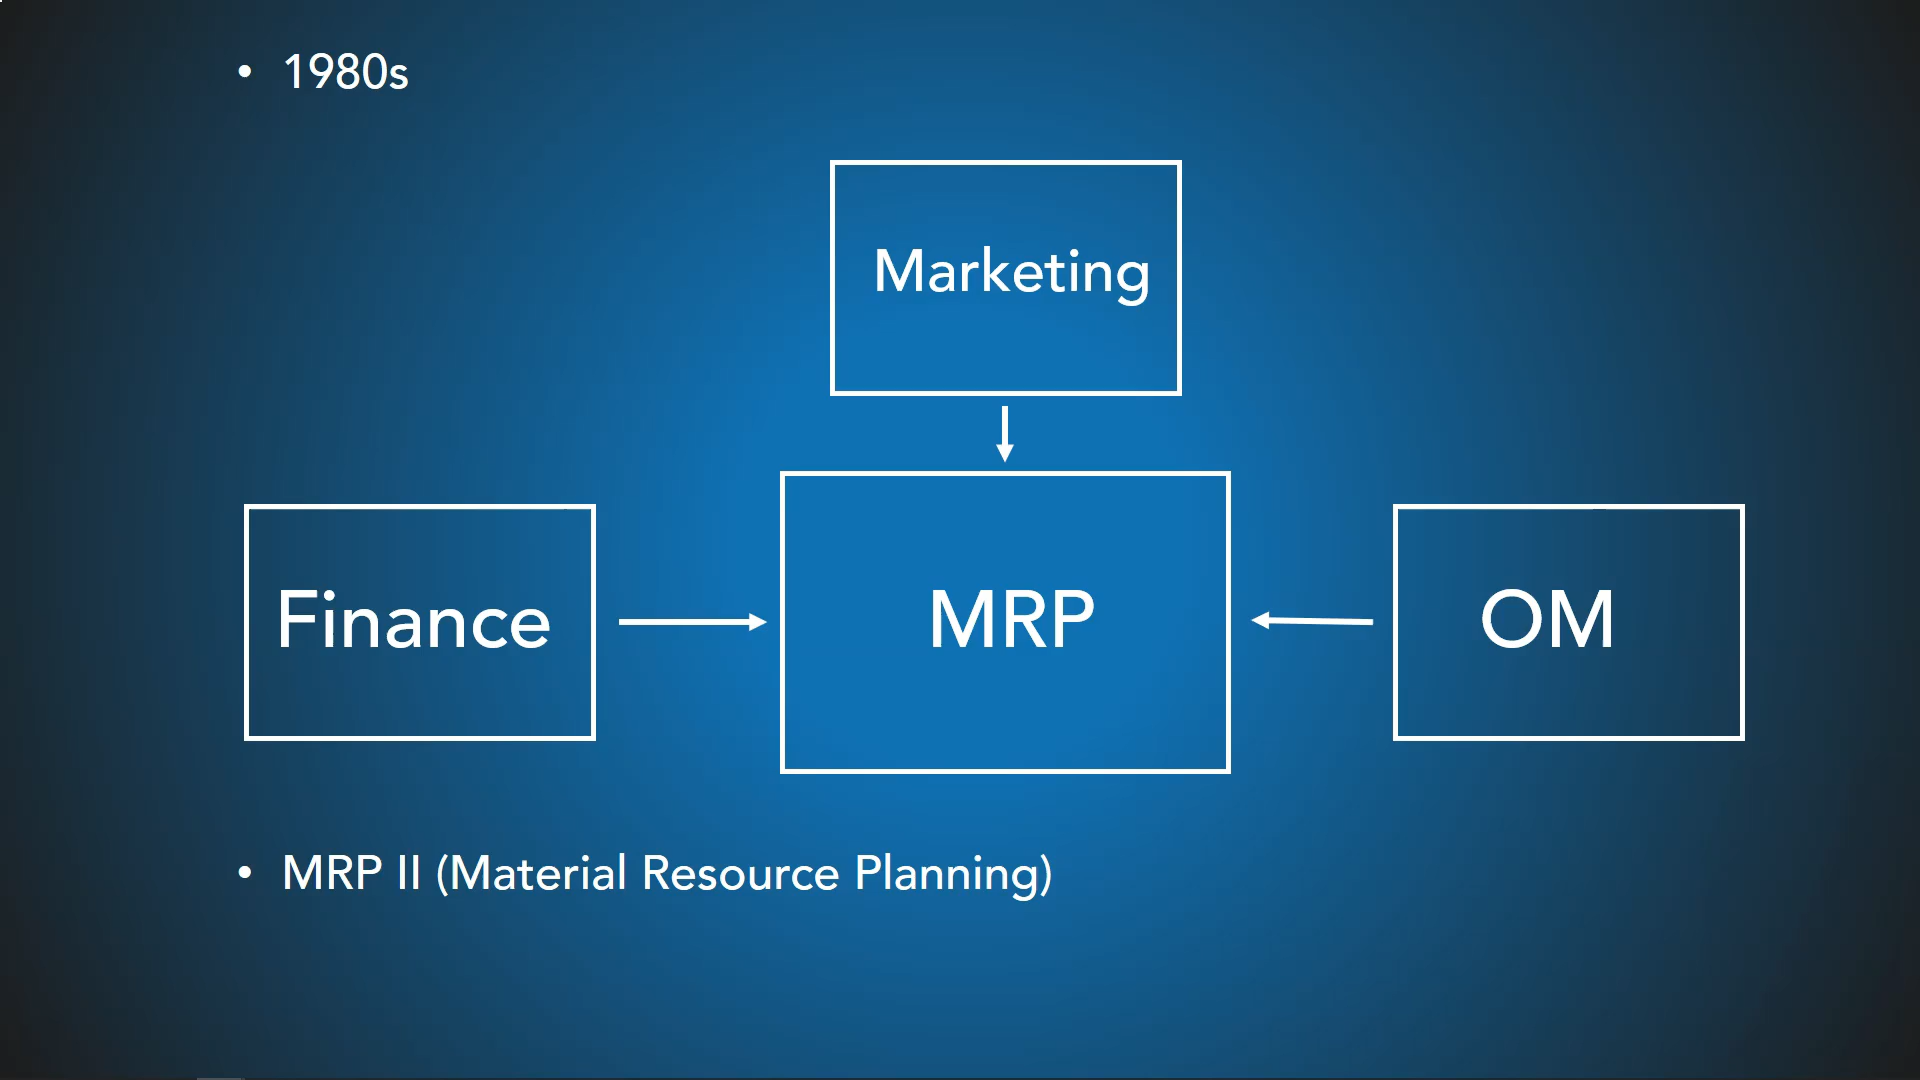 • 1980s
Marketing
Finance
MRP
OM
• MRP II (Material Resource Planning)